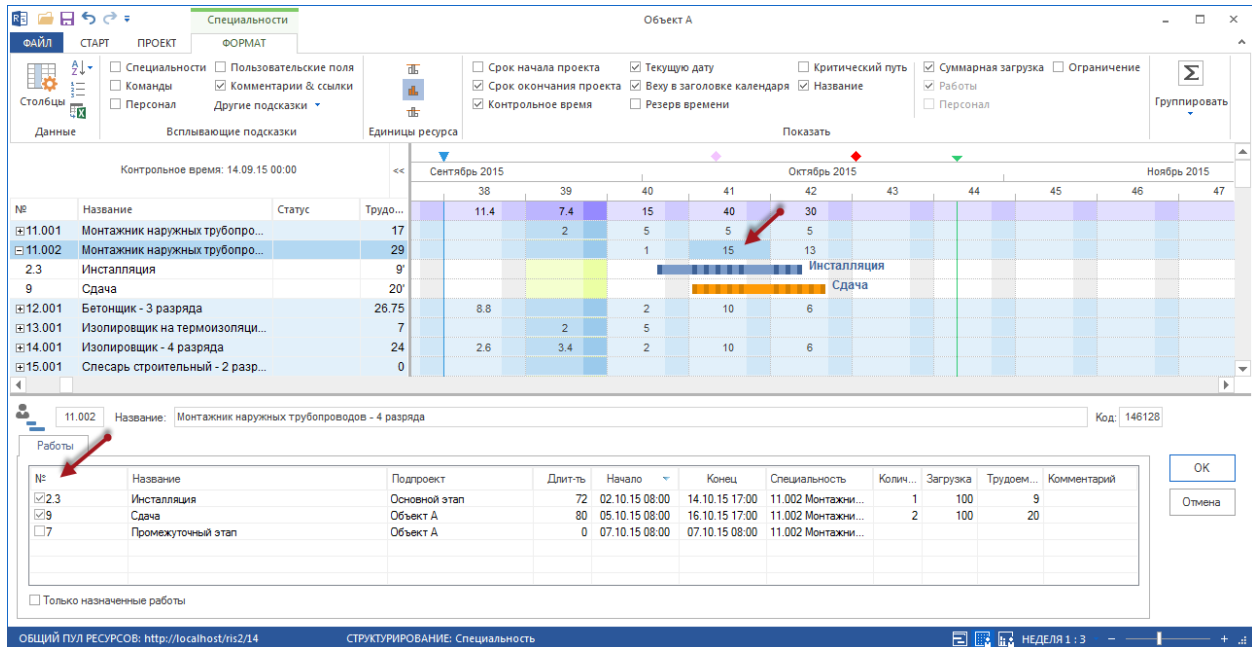 Специальности
Объект A
ФАЙЛ СТАРТ ПРОЕКТ ФОРМАТ
Столбцы
Данные
Специальности Пользовательские поля
Команды Комментарии & ссылки
Персонал Другие подсказки
Всплывающие подсказки
Единицы ресурса
Срок начала проекта Текущую дату Критический путь Суммарная загрузка Ограничение
Срок окончания проекта Веху в заголовке календаря Название Работы
Контрольное время Резерв времени Персонал
Показать
Группировать
Контрольное время: 14.09.15 00:00 <<
Сентябрь 2015 Октябрь 2015 Ноябрь 2015
38 39 40 41 42 43 44 45 46 47
№ Название Статус Трудо... 11.4 7.4 15 40 30
11.001 Монтажник наружных трубопро... 17 2 5 5 5
11.002 Монтажник наружных трубопро... 29 1 15 13
2.3 Инсталляция 9' Инсталляция
9 Сдача 20' Сдача
12.001 Бетонщик - 3 разряда 26.75 8.8 2 10 6
13.001 Изолировщик на термоизоляци... 7 2 5
14.001 Изолировщик - 4 разряда 24 2.6 3.4 2 10 6
15.001 Слесарь строительный - 2 разр... 0
11.002 Название: Монтажник наружных трубопроводов - 4 разряда Код: 146128
Работы
№ Название Подпроект Длит-ть Начало Конец Специальность Колич... Загрузка Трудоем... Комментарий
2.3 Инсталляция Основной этап 72 02.10.15 08:00 14.10.15 17:00 11.002 Монтажни... 1 100 9
9 Сдача Объект A 80 05.10.15 08:00 16.10.15 17:00 11.002 Монтажни... 2 100 20
7 Промежуточный этап Объект A 0 07.10.15 08:00 07.10.15 08:00 11.002 Монтажни...
OK
Отмена
Только назначенные работы
ОБЩИЙ ПУЛ РЕСУРСОВ: http://localhost/ris2/14 СТРУКТУРИРОВАНИЕ: Специальность НЕДЕЛЯ 1 : 3